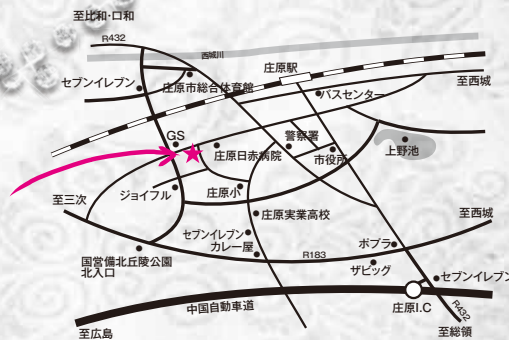 至比和・口和
R432
西城川
庄原駅
セブンイレブン
庄原市総合体育館
バスセンター
至西城
GS
警察署
庄原日赤病院
市役所
上野池
至三次
ジョイフル
庄原小
庄原実業高校
至西城
セブンイレブン
カレー屋
ポプラ
国営備北丘陵公園
北入口
R183
ザビッグ
セブンイレブン
中国自動車道
庄原I.C
R432
至広島
至総領